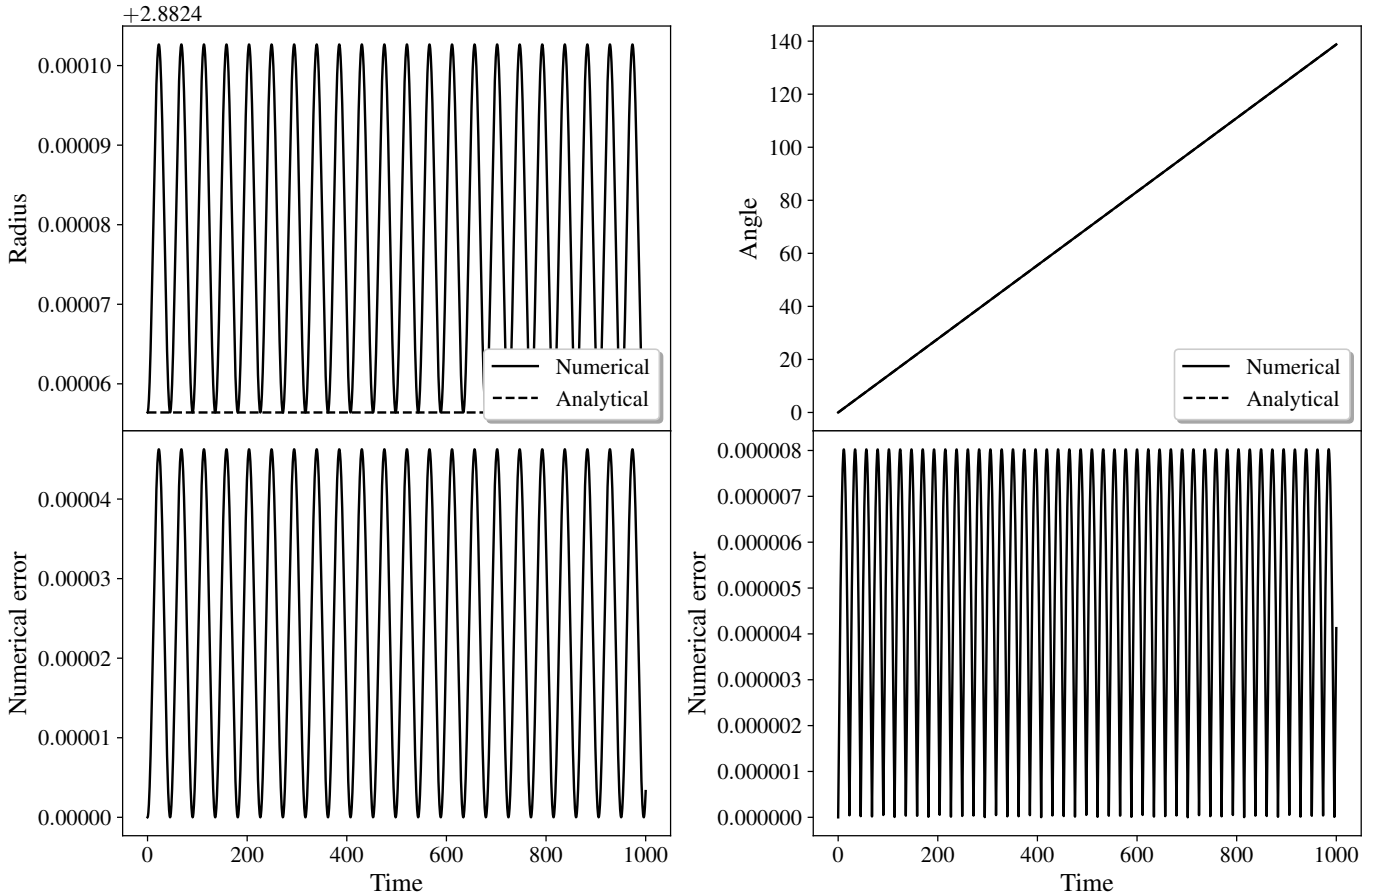 +2.8824
0.00010
0.00009
0.00008
0.00007
0.00006
Radius
Numerical
Analytical
140
120
100
80
60
40
20
0
Angle
Numerical
Analytical
0.00004
0.00003
0.00002
0.00001
0.00000
Numerical error
0 200 400 600 800 1000
Time
0.000008
0.000007
0.000006
0.000005
0.000004
0.000003
0.000002
0.000001
0.000000
Numerical error
0 200 400 600 800 1000
Time